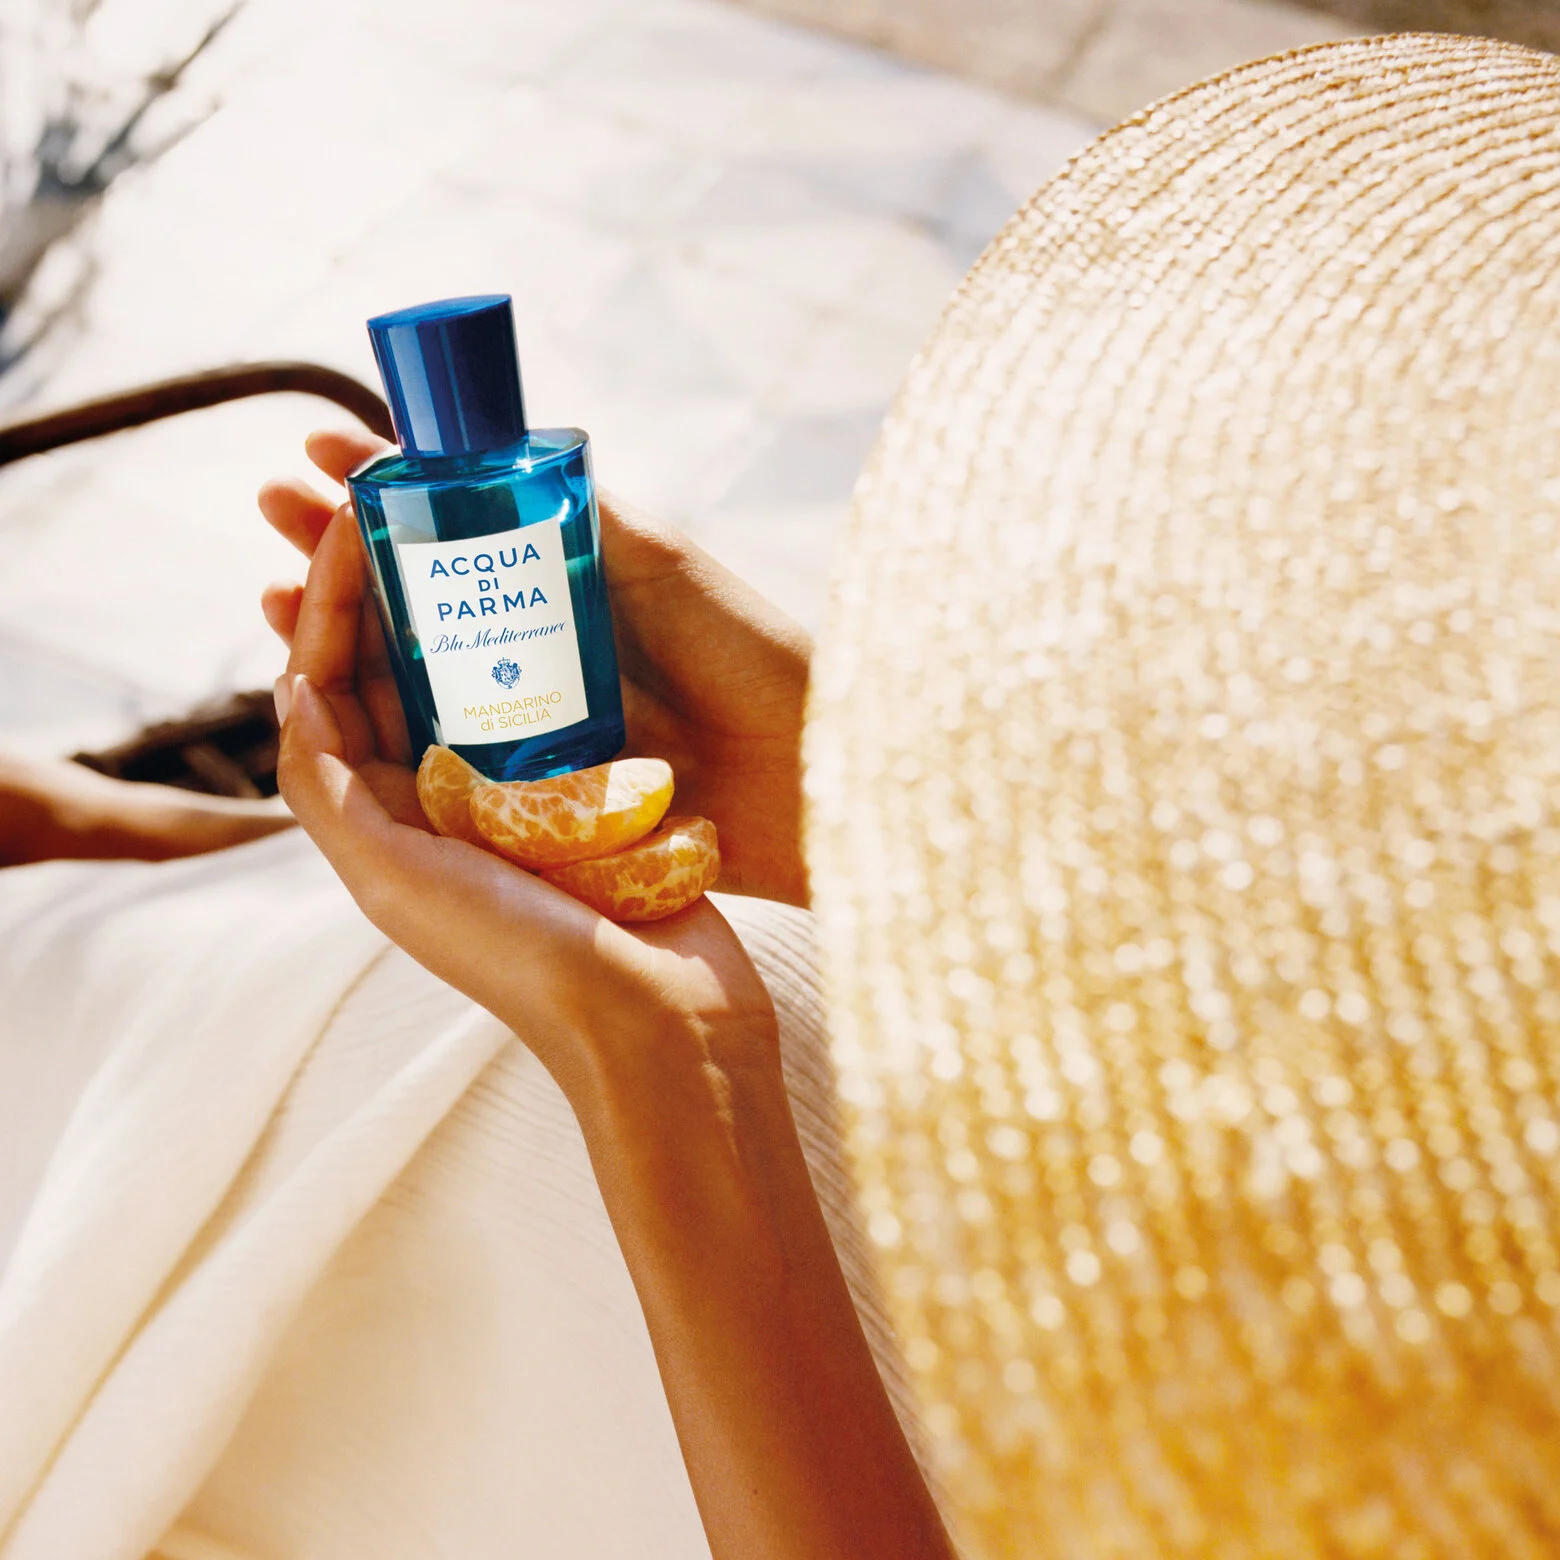 ACQUA
DI
PARMA
Blu Mediterraneo
MANDARINO
di SICILIA